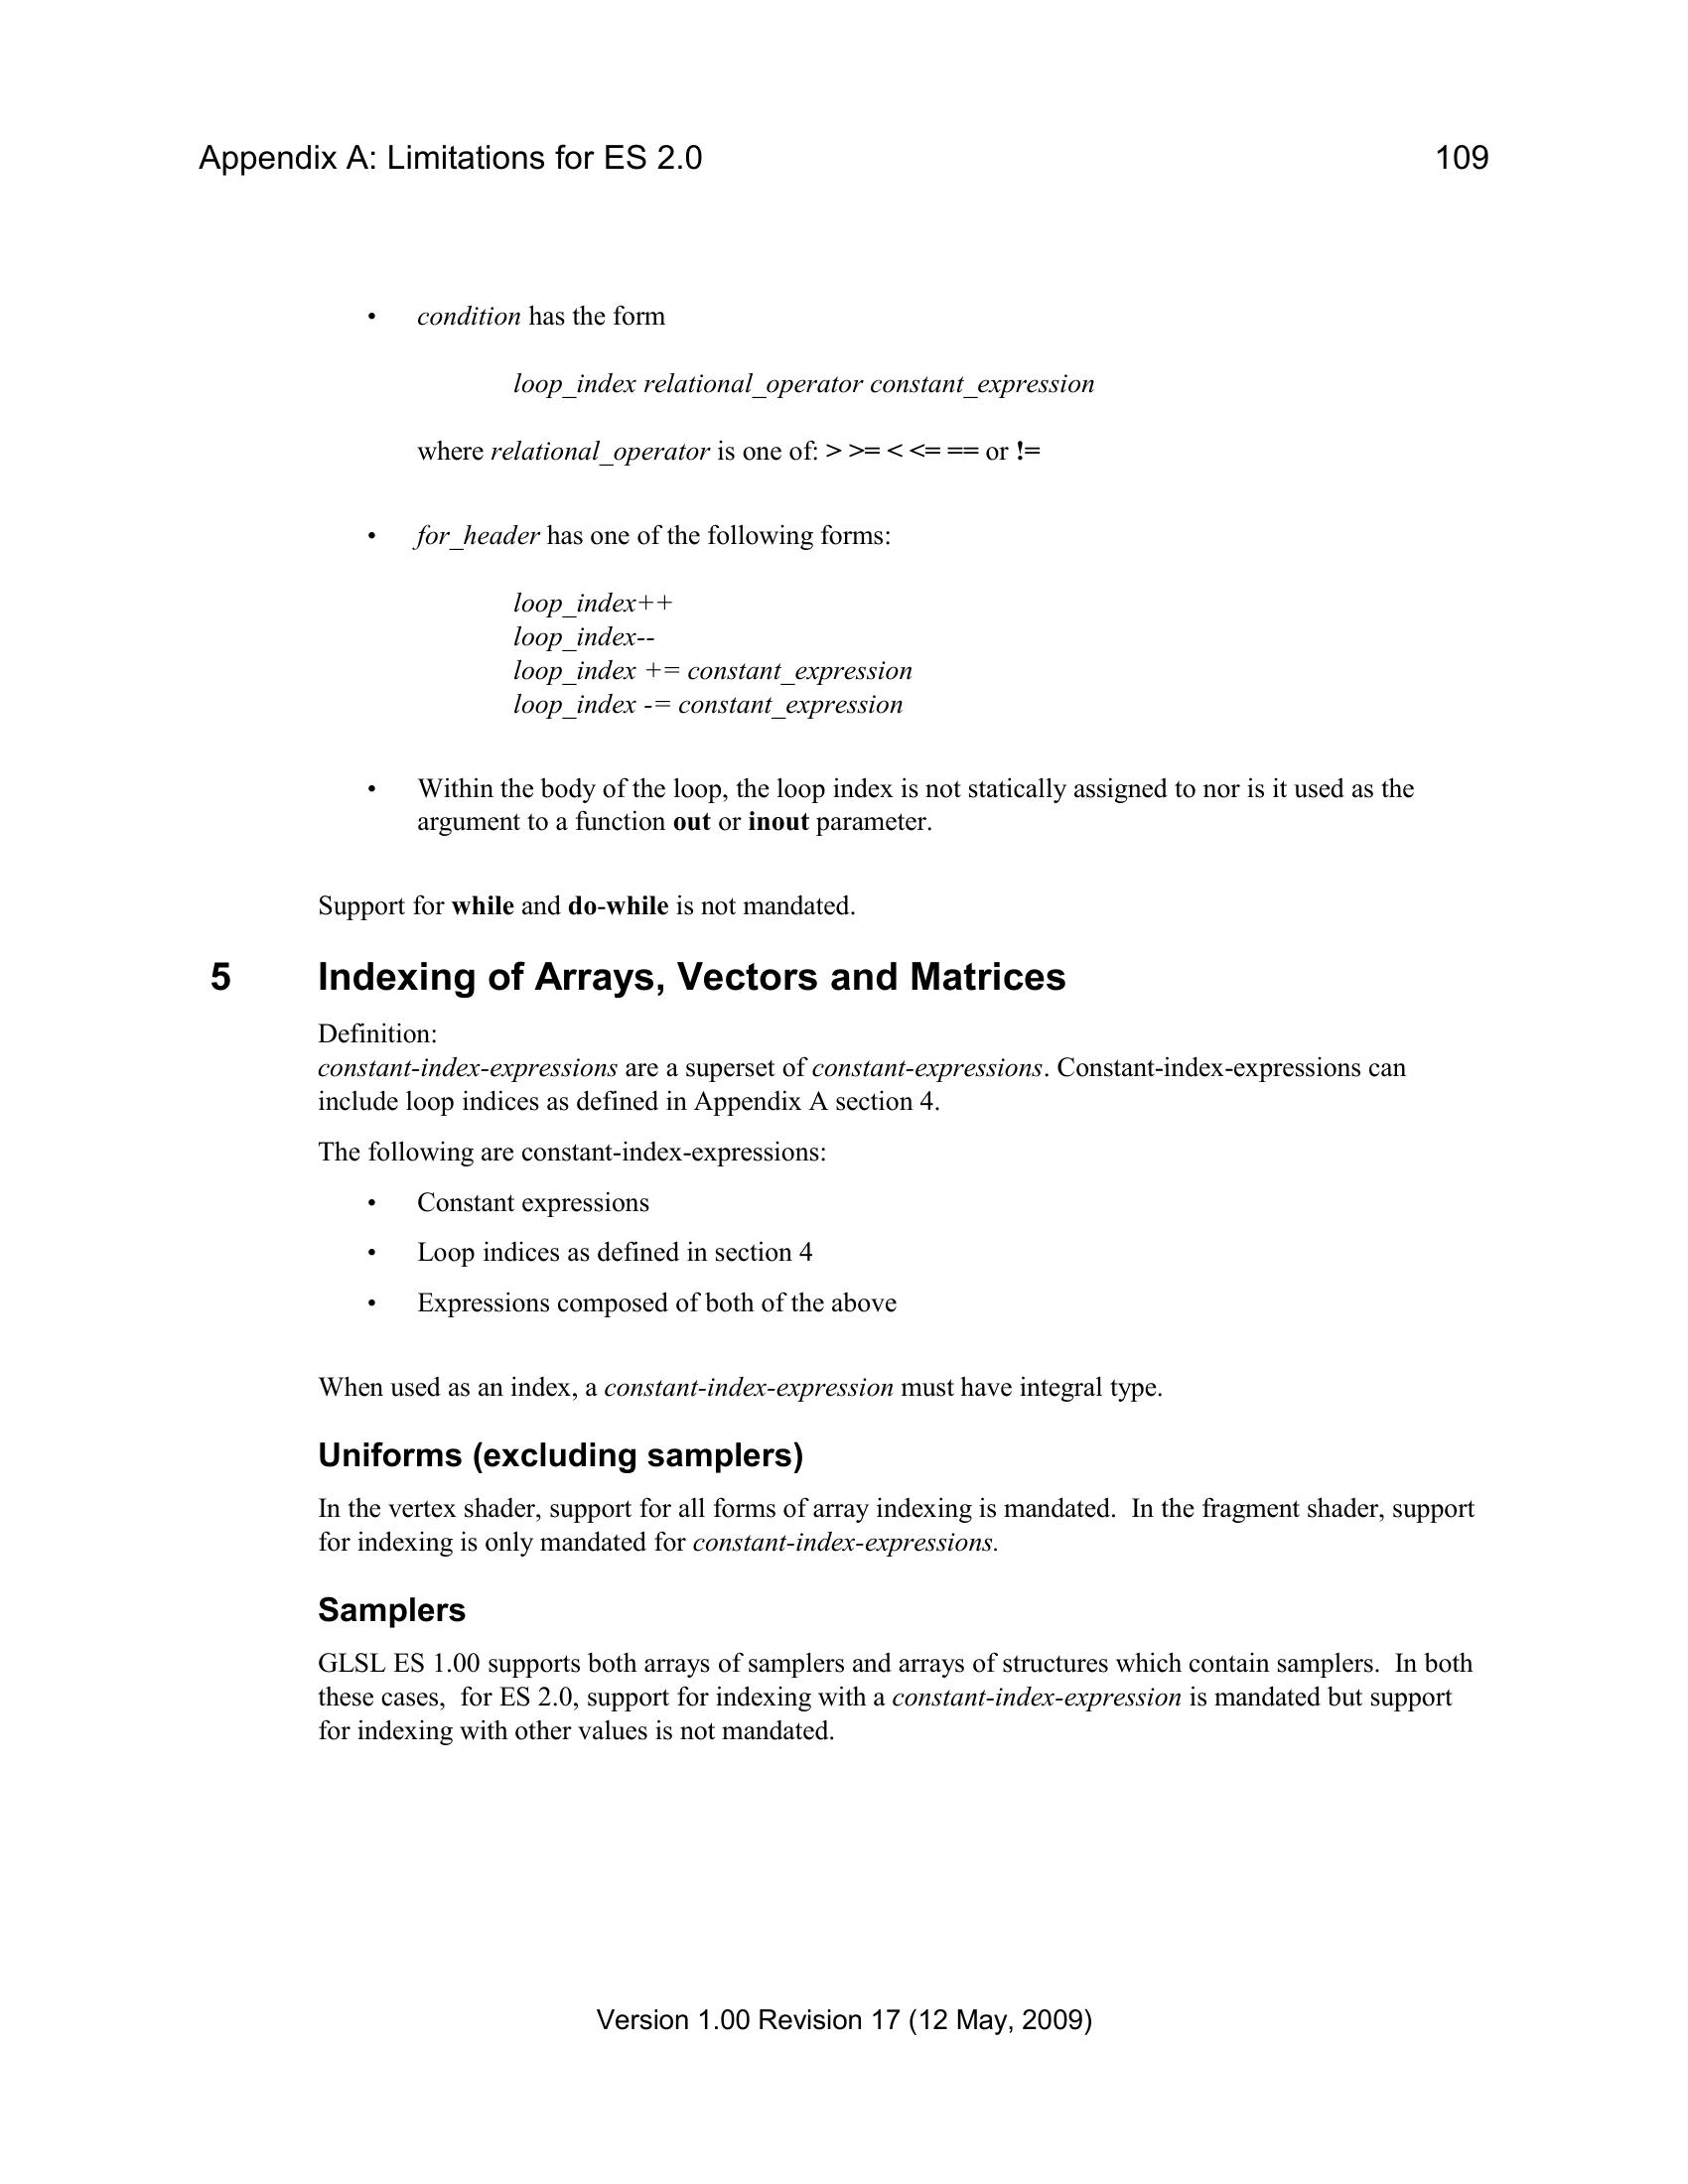 Appendix A: Limitations for ES 2.0 109
• condition has the form
loop_index relational_operator constant_expression
where relational_operator is one of: > >= < <= == or !=
• for_header has one of the following forms:
loop_index++
loop_index--
loop_index += constant_expression
loop_index -= constant_expression
• Within the body of the loop, the loop index is not statically assigned to nor is it used as the
argument to a function out or inout parameter.
Support for while and do-while is not mandated.
5 Indexing of Arrays, Vectors and Matrices
Definition:
constant-index-expressions are a superset of constant-expressions. Constant-index-expressions can
include loop indices as defined in Appendix A section 4.
The following are constant-index-expressions:
• Constant expressions
• Loop indices as defined in section 4
• Expressions composed of both of the above
When used as an index, a constant-index-expression must have integral type.
Uniforms (excluding samplers)
In the vertex shader, support for all forms of array indexing is mandated.  In the fragment shader, support
for indexing is only mandated for constant-index-expressions.
Samplers
GLSL ES 1.00 supports both arrays of samplers and arrays of structures which contain samplers.  In both
these cases,  for ES 2.0, support for indexing with a constant-index-expression is mandated but support
for indexing with other values is not mandated.
Version 1.00 Revision 17 (12 May, 2009)